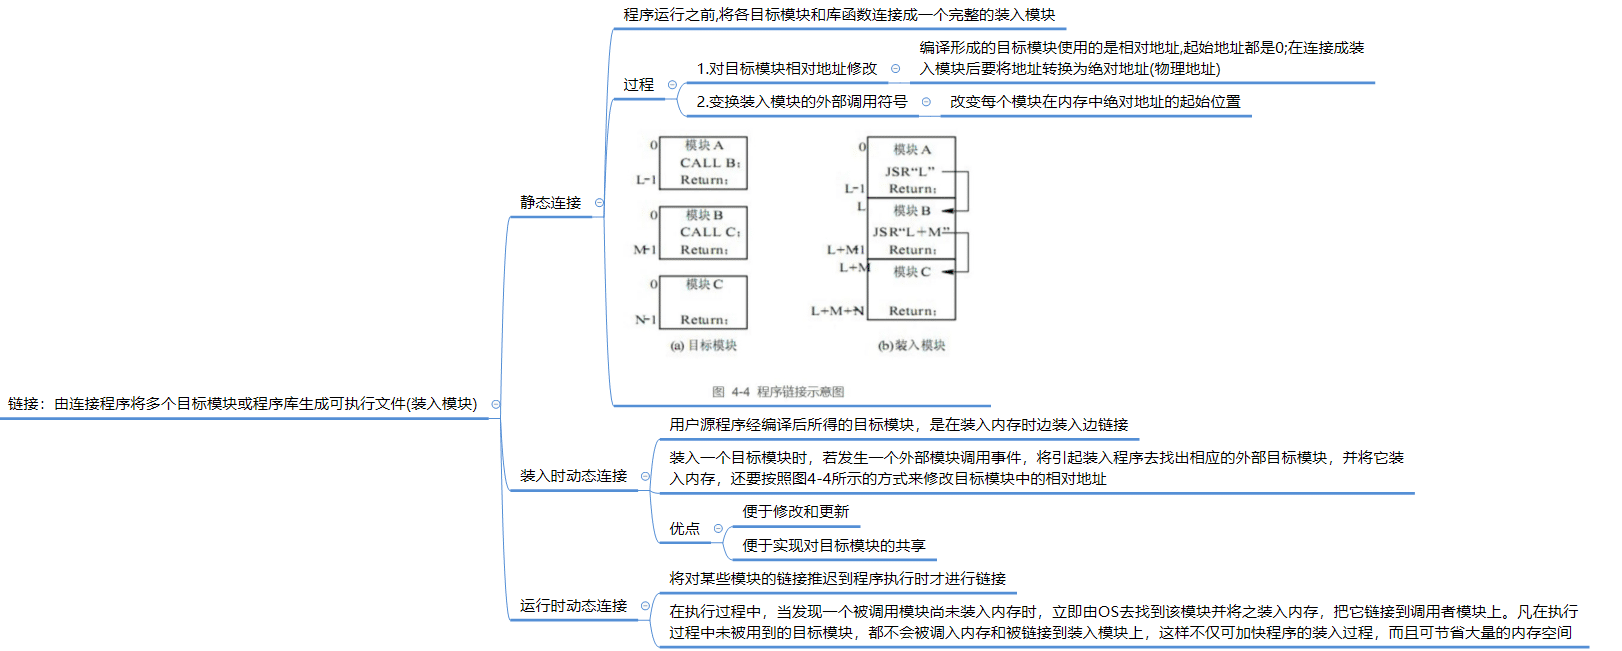 链接：由连接程序将多个目标模块或程序库生成可执行文件(装入模块)
静态连接
程序运行之前,将各目标模块和库函数连接成一个完整的装入模块
过程
1.对目标模块相对地址修改
编译形成的目标模块使用的是相对地址,起始地址都是0;在连接成装
入模块后要将地址转换为绝对地址(物理地址)
2.变换装入模块的外部调用符号
改变每个模块在内存中绝对地址的起始位置
0
模块 A
CALL B;
L-1
Return;
0
模块 B
CALL C;
M-1
Return;
0
模块 C
N-1
Return;
(a) 目标模块
0
模块 A
JSR“L”
L-1
Return;
L
模块 B
JSR“L+M”
L+M-1
Return;
L+M
模块 C
L+M+N
Return;
(b) 装入模块
图 4-4 程序链接示意图
装入时动态连接
用户源程序经编译后所得的目标模块，是在装入内存时边装入边链接
装入一个目标模块时，若发生一个外部模块调用事件，将引起装入程序去找出相应的外部目标模块，并将它装
入内存，还要按照图4-4所示的方式来修改目标模块中的相对地址
优点
便于修改和更新
便于实现对目标模块的共享
运行时动态连接
将对某些模块的链接推迟到程序执行时才进行链接
在执行过程中，当发现一个被调用模块尚未装入内存时，立即由OS去找到该模块并将之装入内存，把它链接到调用者模块上。凡在执行
过程中未被用到的目标模块，都不会被调入内存和被链接到装入模块上，这样不仅可加快程序的装入过程，而且可节省大量的内存空间